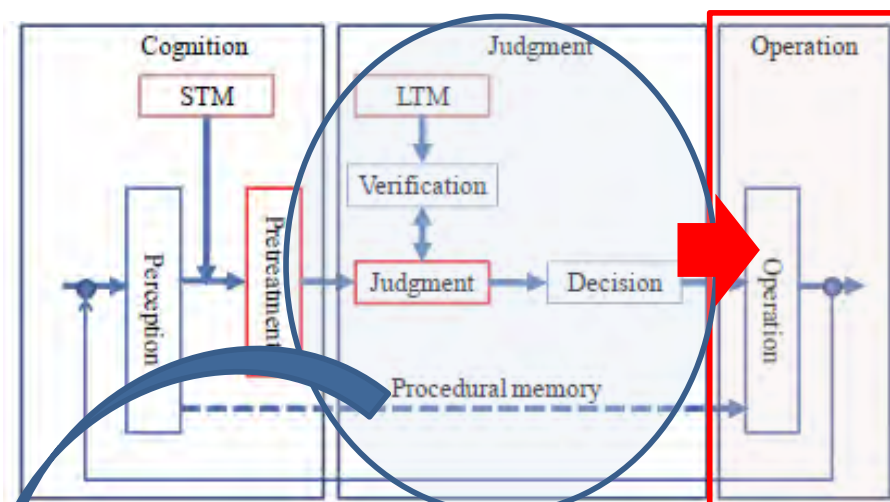 Cognition
Judgment
Operation
STM
LTM
Verification
Perception
Pretreatment
Judgment
Decision
Operation
Procedural memory